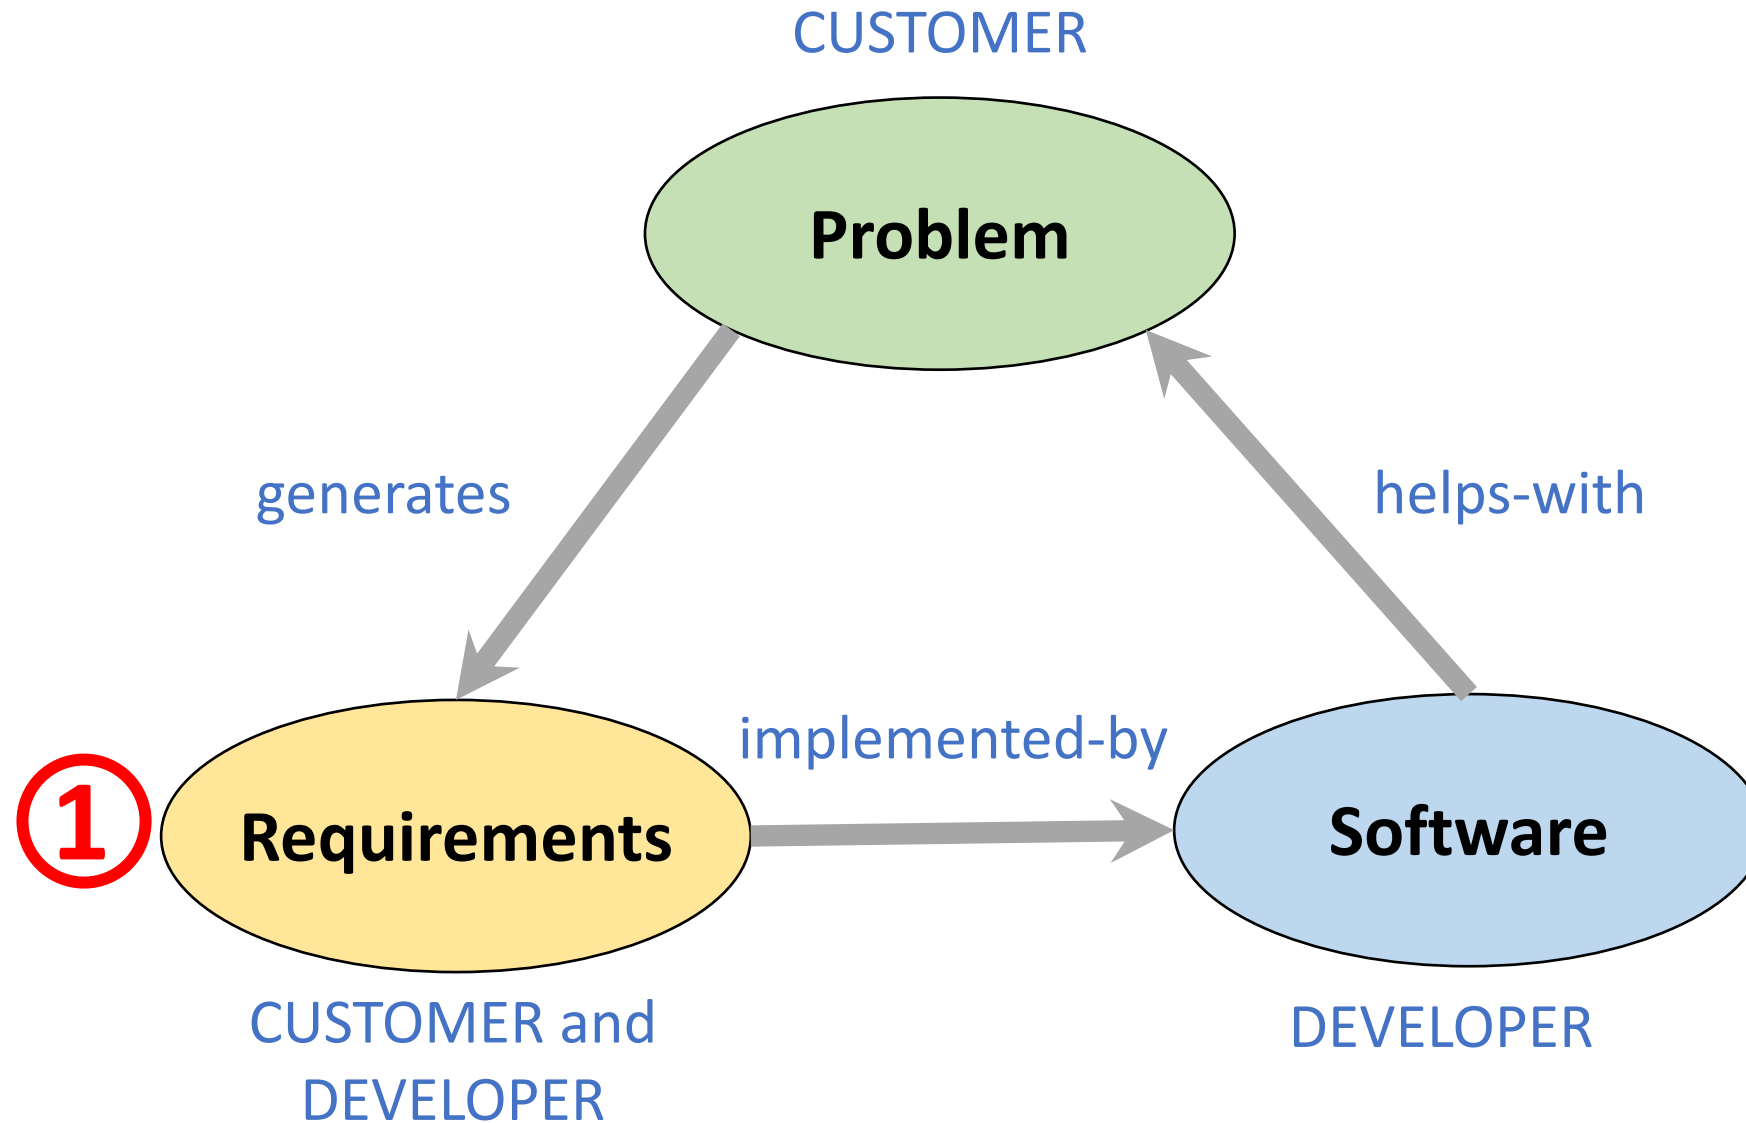 CUSTOMER
Problem
generates
helps-with
implemented-by
1
Requirements
Software
CUSTOMER and
DEVELOPER
DEVELOPER